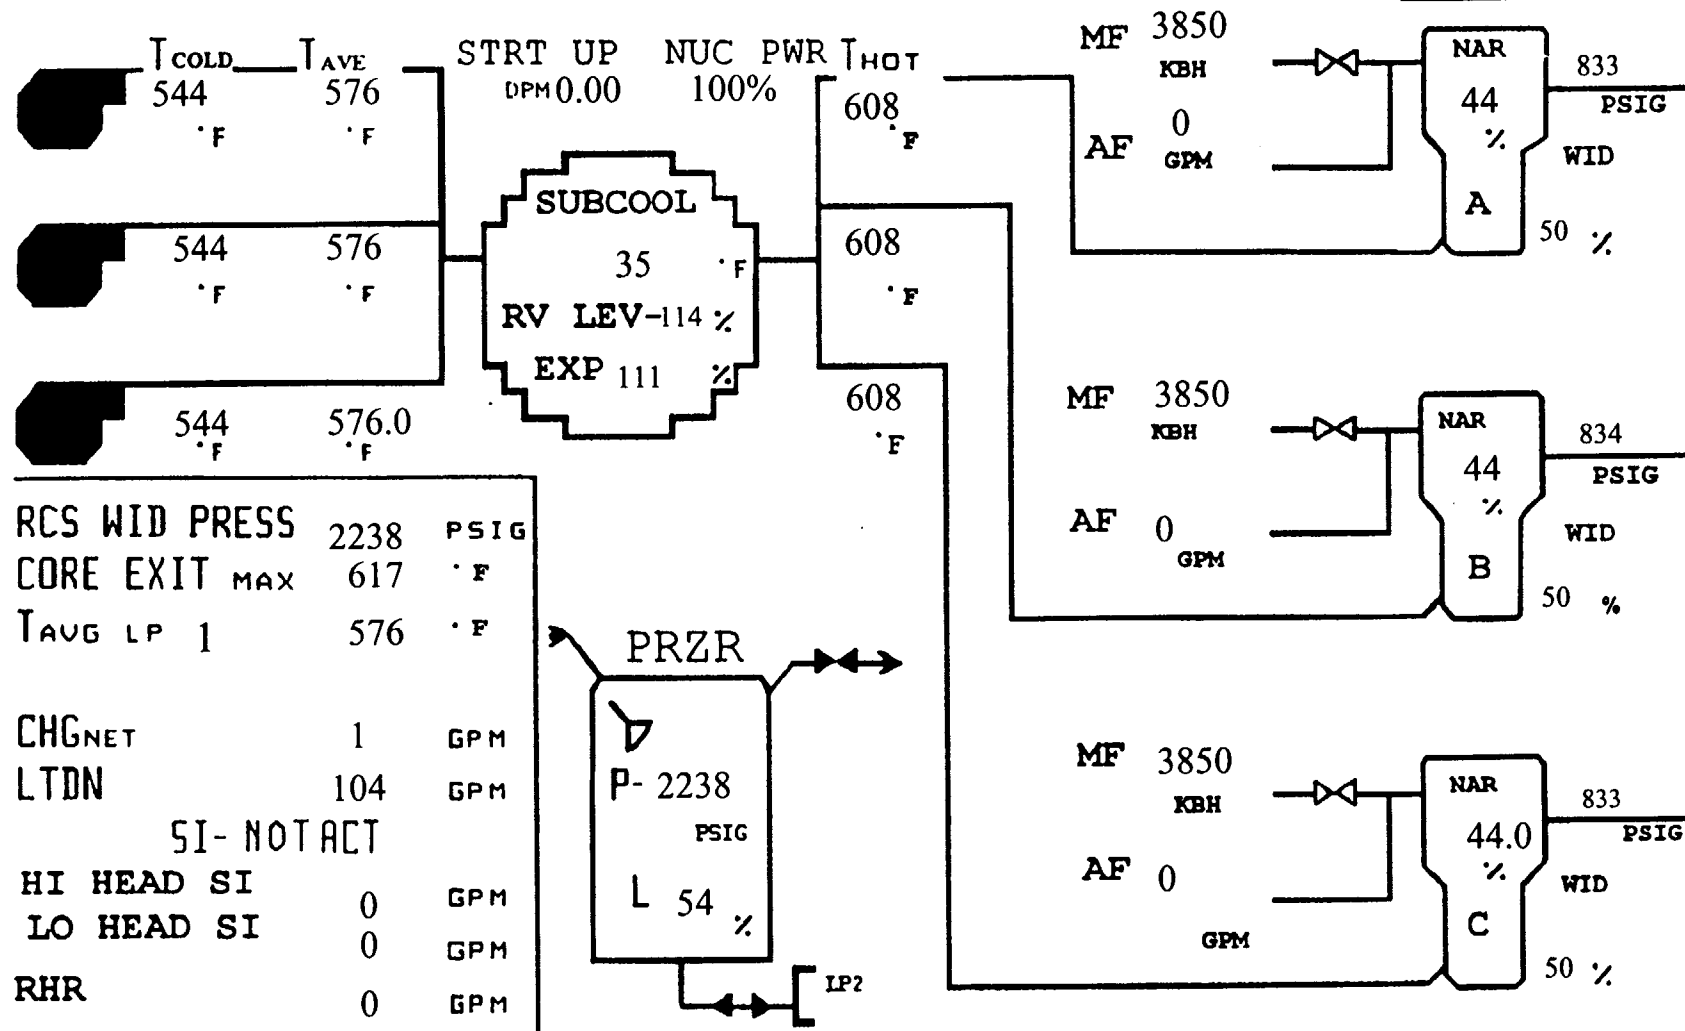 TCOLD TAVE STRT UP NUC PWR THOT
544 576 DPM 0.00 100% 608
°F °F °F
MF 3850
KBH
AF 0
GPM
NAR
44
%
A
833
PSIG
WID
50 %
SUBCOOL
35 °F
RV LEV-114 %
EXP 111 %
544 576 608
°F °F °F
544 576.0 608
°F °F °F
MF 3850
KBH
AF 0
GPM
NAR
44
%
B
834
PSIG
WID
50 %
RCS WID PRESS 2238 PSIG
CORE EXIT MAX 617 °F
TAVG LP 1 576 °F
CHGNET 1 GPM
LTDN 104 GPM
SI- NOT ACT
HI HEAD SI 0 GPM
LO HEAD SI 0 GPM
RHR 0 GPM
PRZR
P- 2238
PSIG
L 54 %
LP2
MF 3850
KBH
AF 0
GPM
NAR
44.0
%
C
833
PSIG
WID
50 %